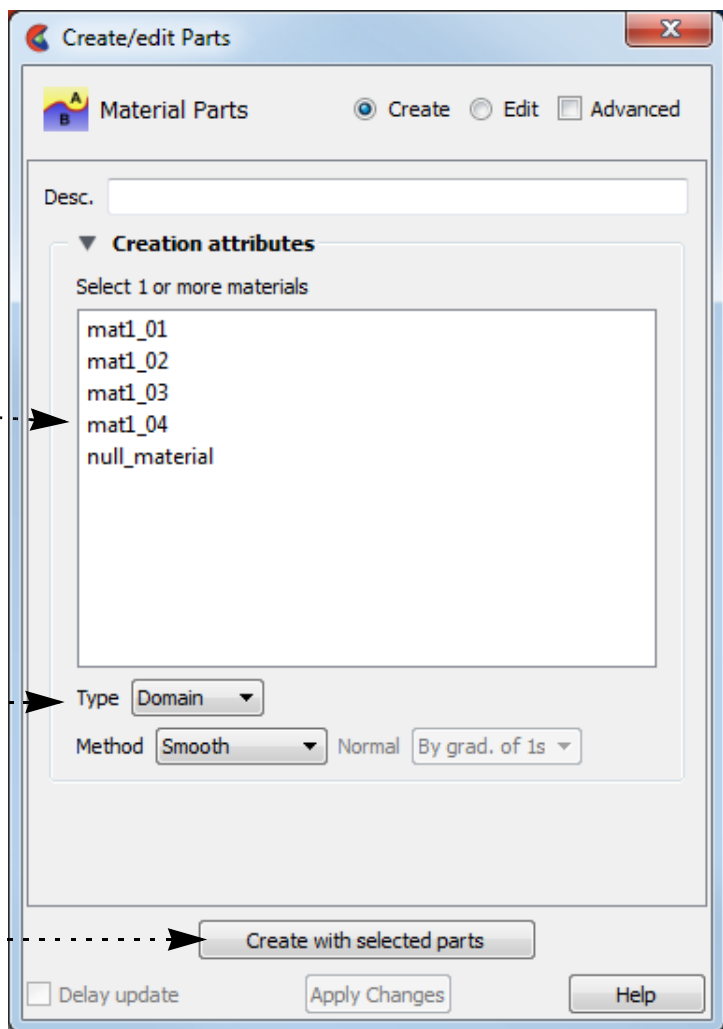 Create/edit Parts
A
B
Material Parts Create Edit Advanced
Desc.
Creation attributes
Select 1 or more materials
mat1_01
mat1_02
mat1_03
mat1_04
null_material
Type Domain
Method Smooth Normal By grad. of 1s
Create with selected parts
Delay update Apply Changes Help